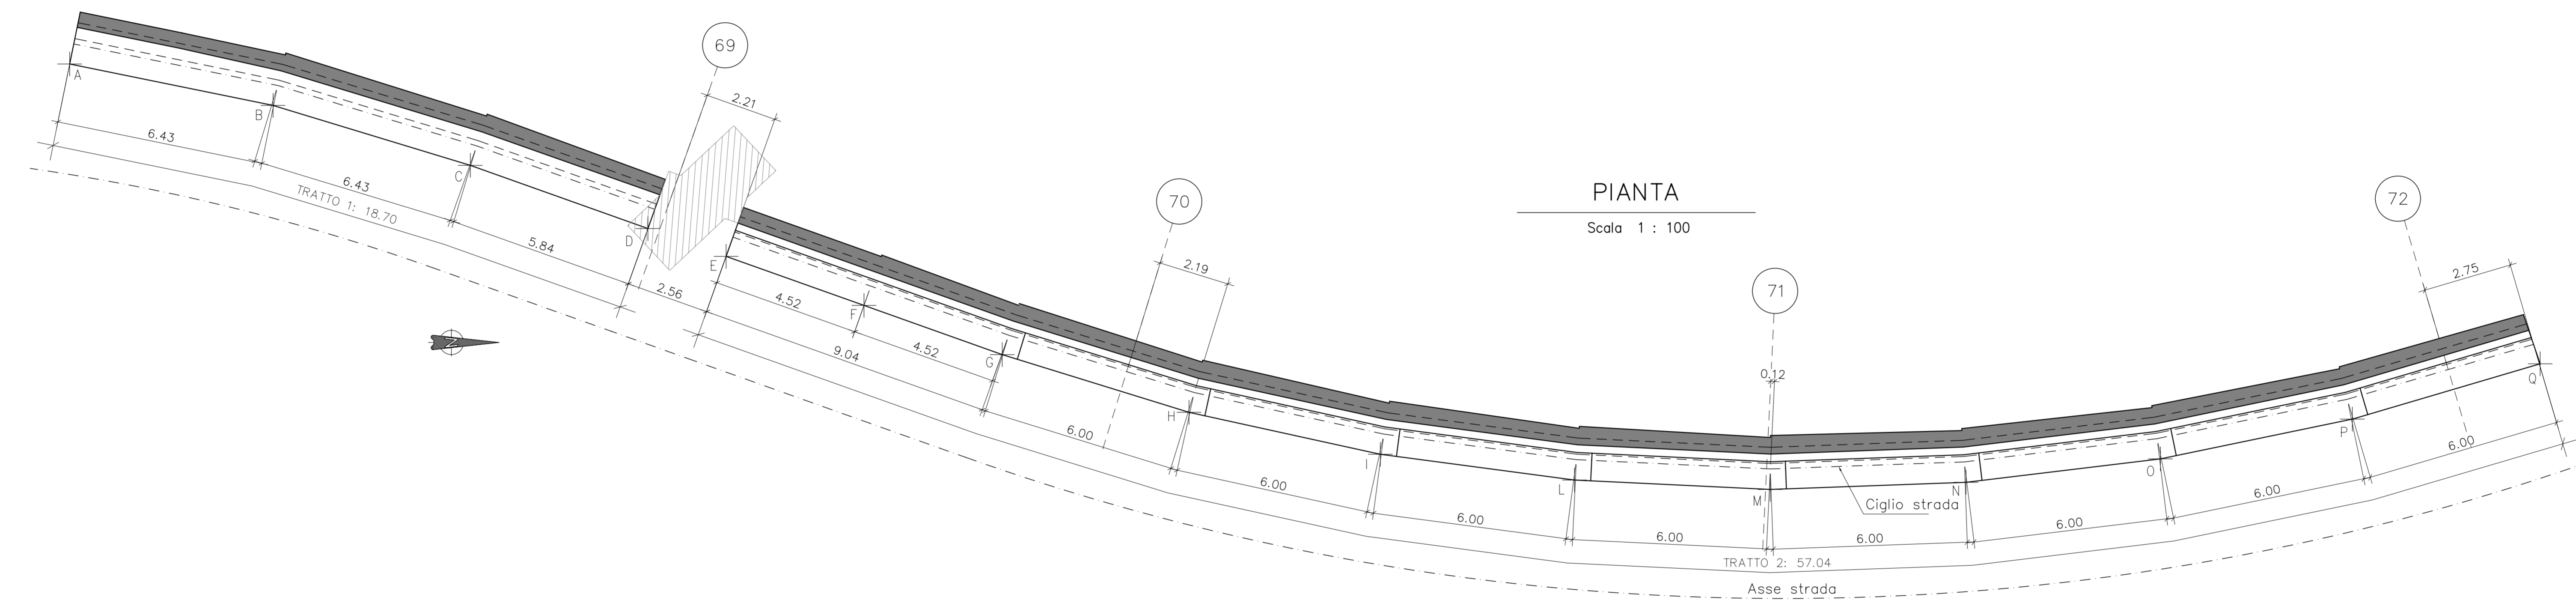 69
2.21
A
B
6.43
C
6.43
TRATTO 1: 18.70
D
5.84
2.56
E
N
4.52
F
4.52
9.04
G
70
2.19
6.00
H
PIANTA
Scala 1 : 100
71
0.12
72
2.75
I
6.00
L
6.00
M
6.00
N
6.00
Ciglio strada
O
6.00
P
6.00
Q
6.00
TRATTO 2: 57.04
Asse strada